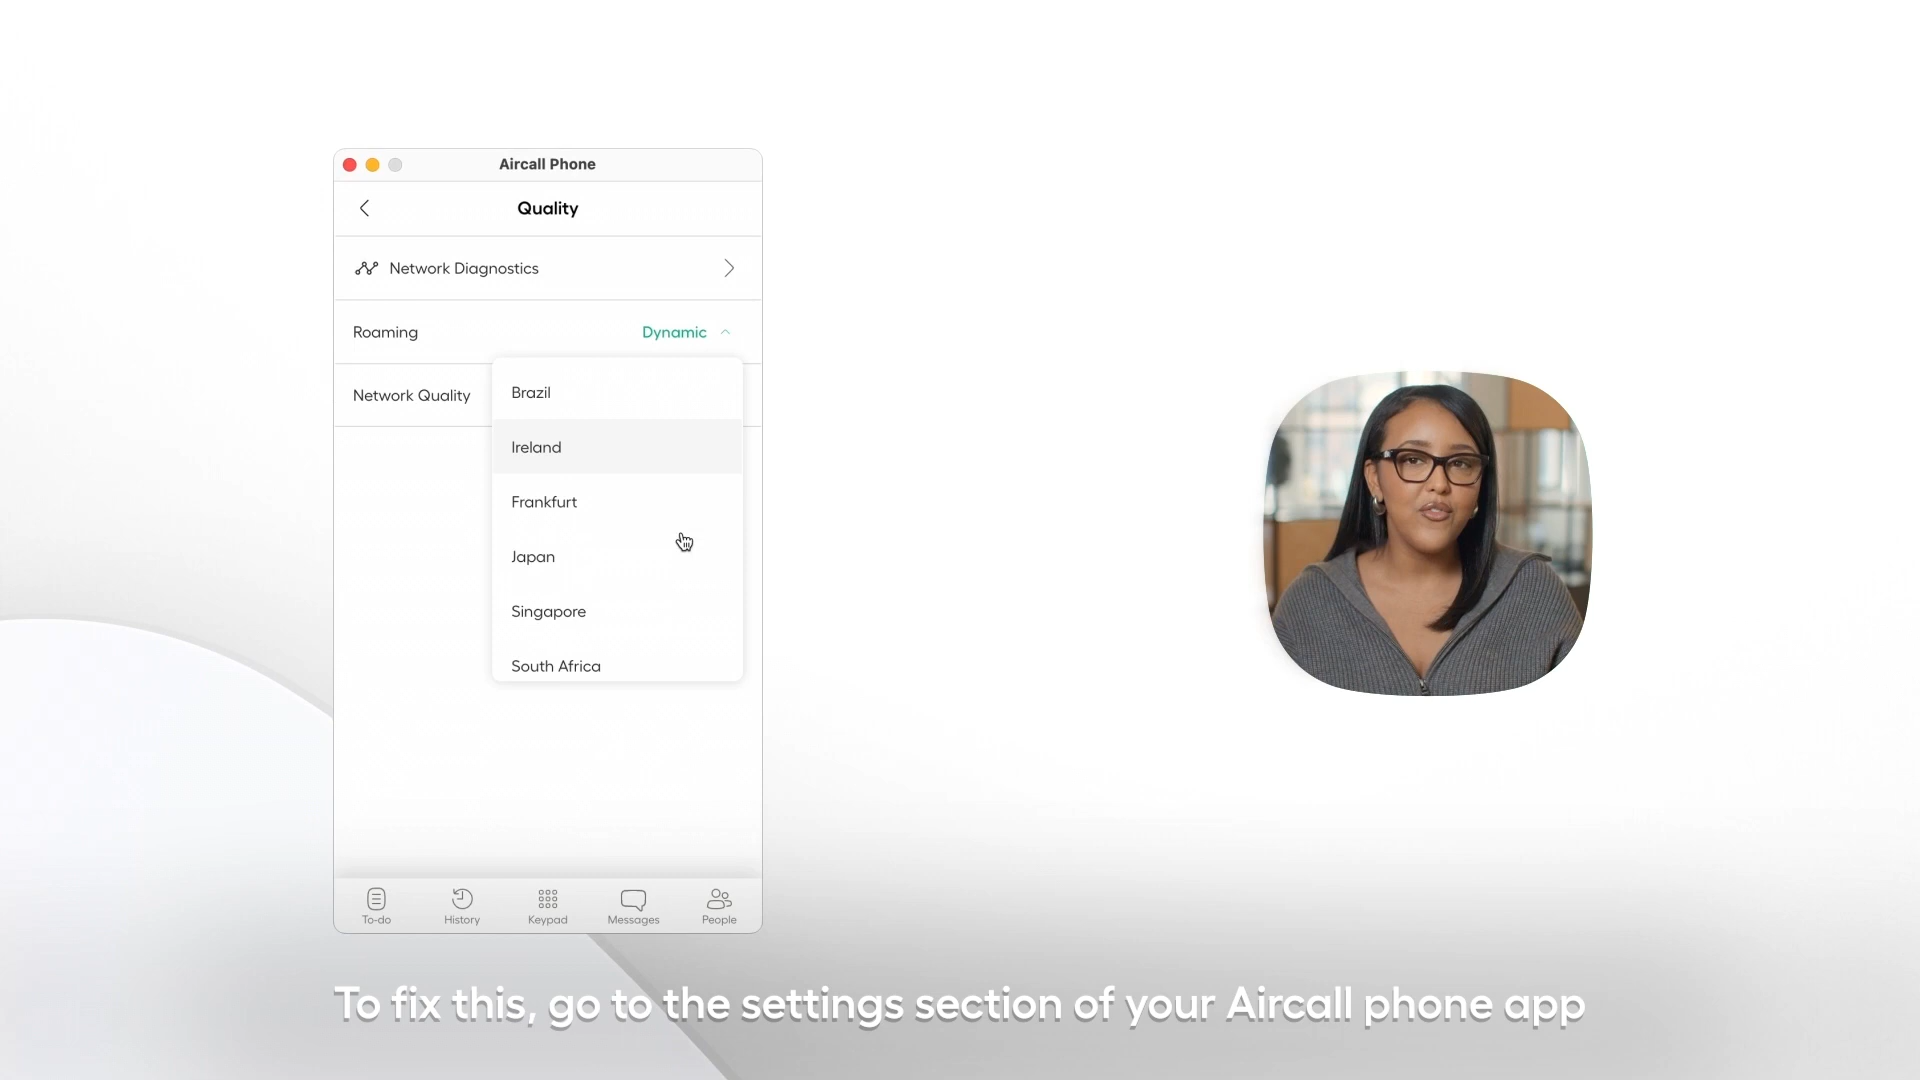 Aircall Phone
Quality
Network Diagnostics
Roaming
Dynamic
Network Quality
Brazil
Ireland
Frankfurt
Japan
Singapore
South Africa
To-do
History
Keypad
Messages
People
To fix this, go to the settings section of your Aircall phone app